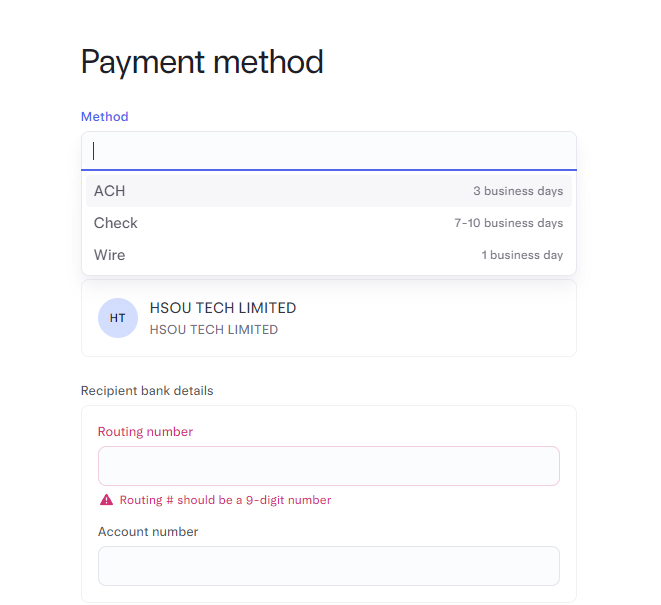 Payment method
Method
ACH 3 business days
Check 7-10 business days
Wire 1 business day
HT HSOU TECH LIMITED
HSOU TECH LIMITED
Recipient bank details
Routing number
Routing # should be a 9-digit number
Account number